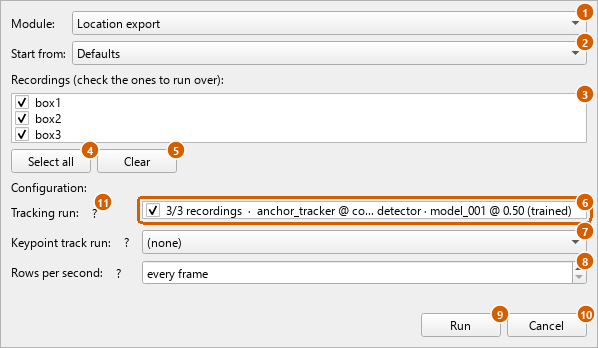 1
Module: Location export
2
Start from: Defaults
Recordings (check the ones to run over):
3
box1
box2
box3
4 5
Select all Clear
Configuration:
11 6
Tracking run: ? 3/3 recordings · anchor_tracker @ co... detector · model_001 @ 0.50 (trained)
7
Keypoint track run: ? (none)
8
Rows per second: ? every frame
9 10
Run Cancel